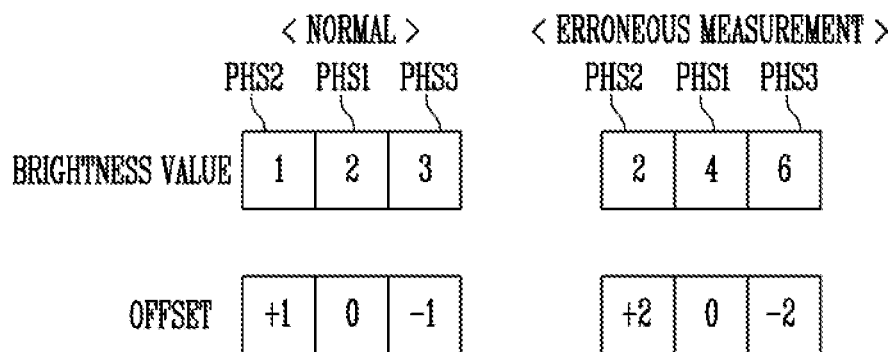 < NORMAL > < ERRONEOUS MEASUREMENT >
PHS2 PHS1 PHS3 PHS2 PHS1 PHS3
BRIGHTNESS VALUE 1 2 3 2 4 6
OFFSET +1 0 -1 +2 0 -2